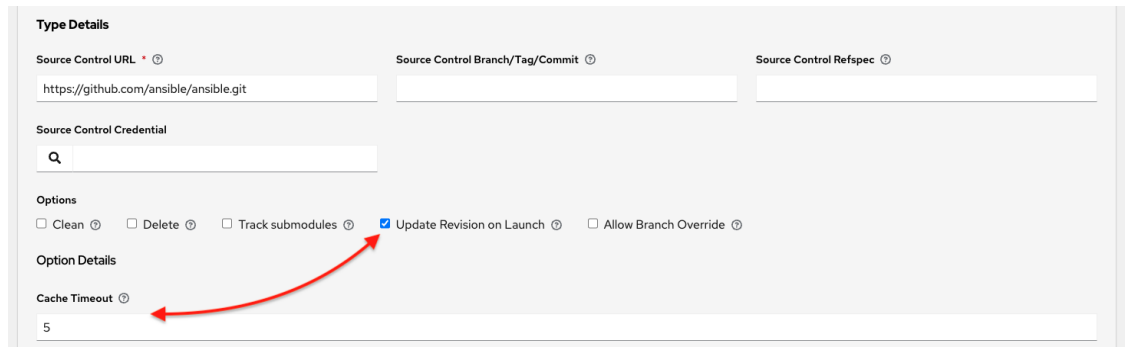 Type Details
Source Control URL * Source Control Branch/Tag/Commit Source Control Refspec
https://github.com/ansible/ansible.git
Source Control Credential
Options
Clean Delete Track submodules Update Revision on Launch Allow Branch Override
Option Details
Cache Timeout
5